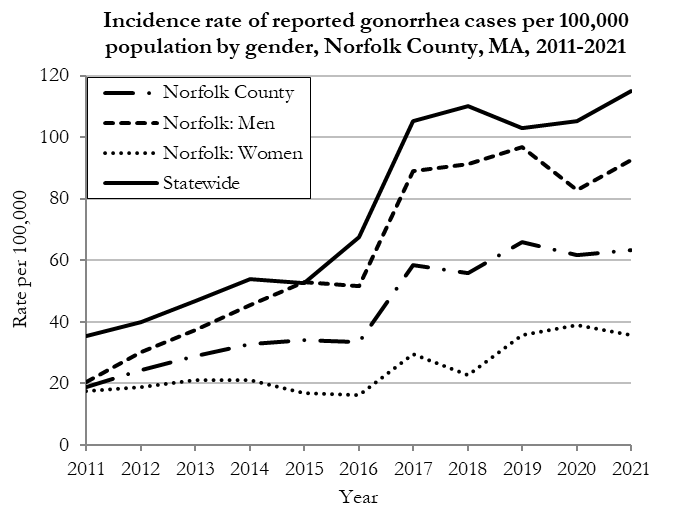 Incidence rate of reported gonorrhea cases per 100,000
population by gender, Norfolk County, MA, 2011-2021
120
100
80
60
40
20
0
Rate per 100,000
Norfolk County
Norfolk: Men
Norfolk: Women
Statewide
2011 2012 2013 2014 2015 2016 2017 2018 2019 2020 2021
Year